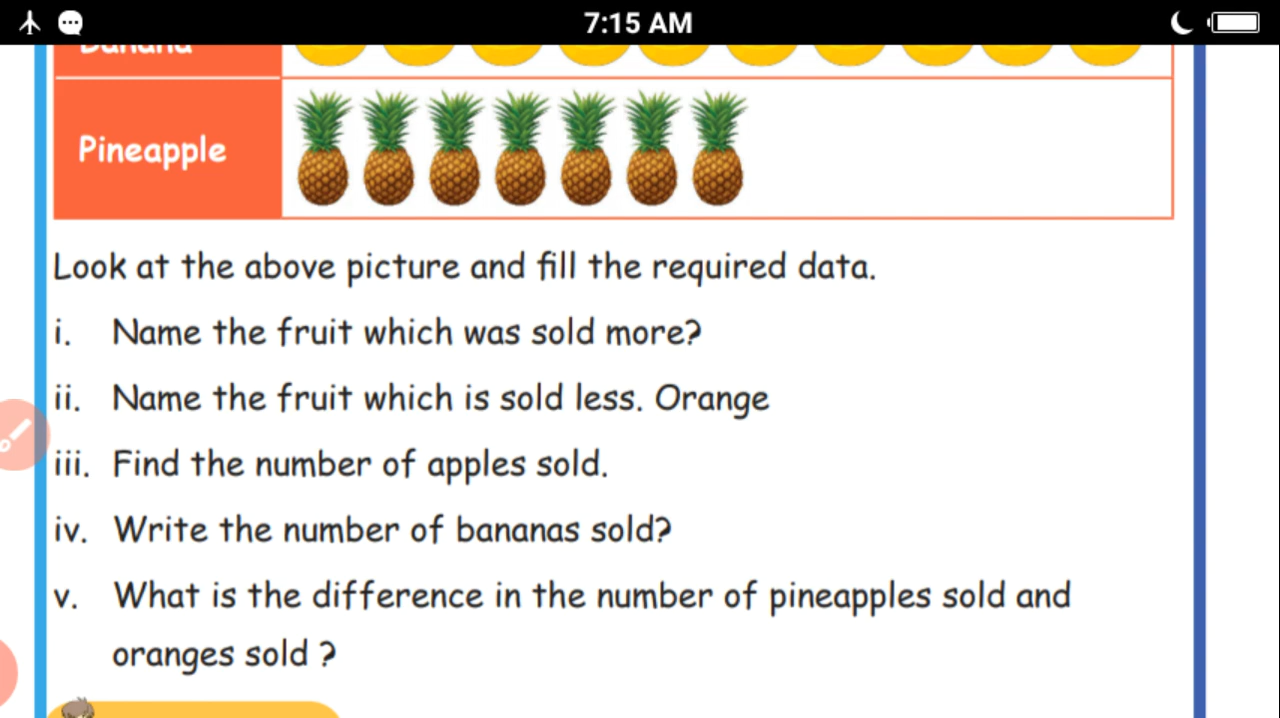 7:15 AM
Banana
Pineapple
Look at the above picture and fill the required data.
i. Name the fruit which was sold more?
ii. Name the fruit which is sold less. Orange
iii. Find the number of apples sold.
iv. Write the number of bananas sold?
v. What is the difference in the number of pineapples sold and
oranges sold ?